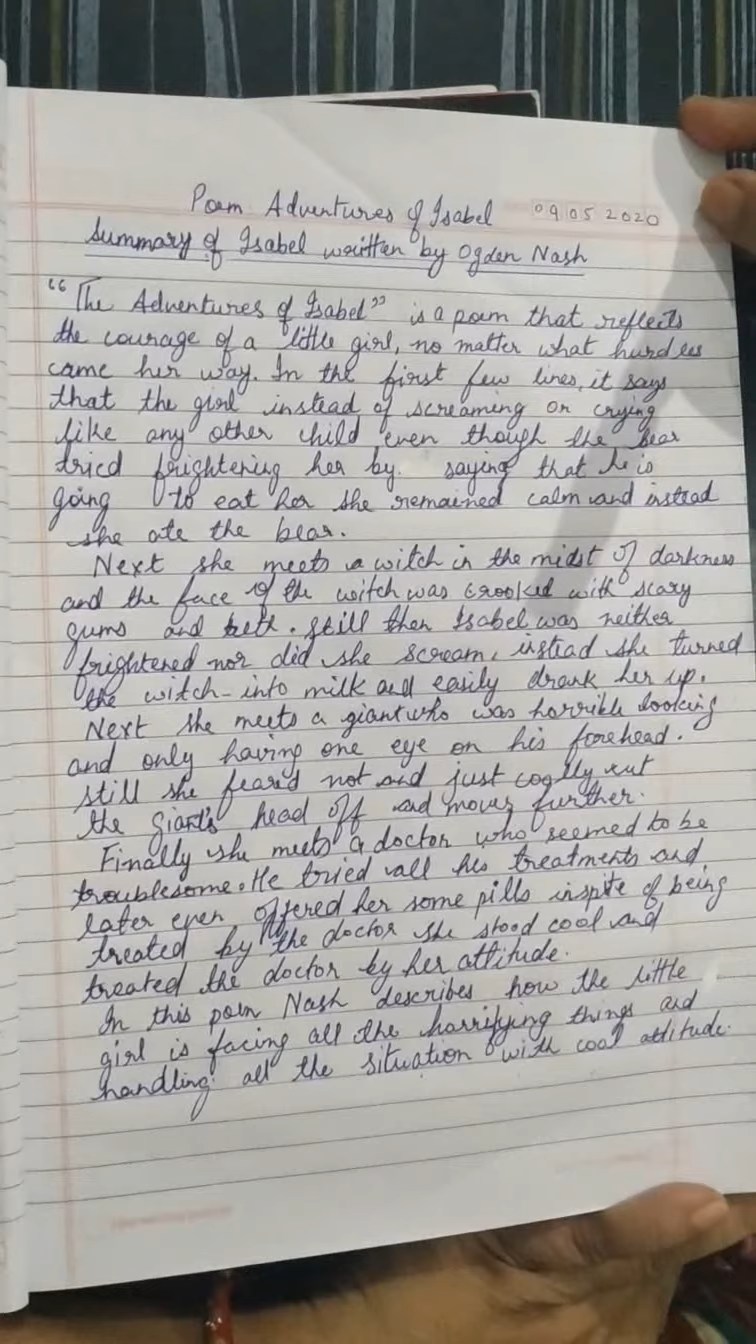 Poem Adventures of Isabel 09 05 2020
Summary of Isabel written by Ogden Nash
"The Adventures of Isabel" is a poem that reflects
the courage of a little girl, no matter what hurdles
came her way. In the first few lines, it says
that the girl instead of screaming or crying
like any other child even though the bear
tried frightening her by saying that he is
going to eat her she remained calm and instead
she ate the bear.
Next she meets a witch in the midst of darkness
and the face of the witch was crooked with scary
gums and teeth. Still then Isabel was neither
frightened nor did she scream, instead she turned
the witch into milk and easily drank her up.
Next she meets a giant who was horrible looking
and only having one eye on his forehead.
Still she feared not and just coolly cut
the giant's head off and moves further.
Finally she meets a doctor who seemed to be
troublesome. He tried all his treatments and
later even offered her some pills inspite of being
treated by the doctor she stood cool and
treated the doctor by her attitude.
In this poem Nash describes how the little
girl is facing all the horrifying things and
handling all the situation with cool attitude.